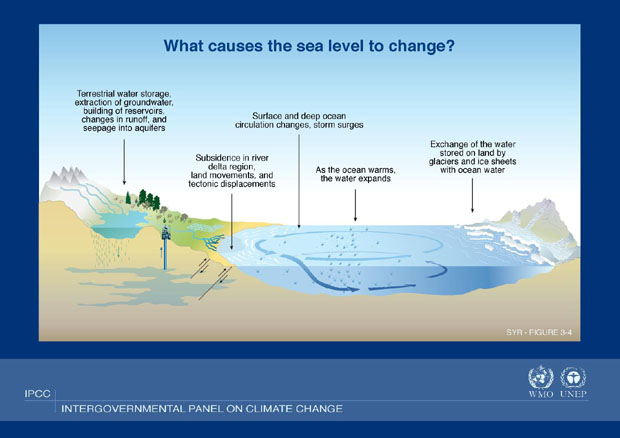 What causes the sea level to change?
Terrestrial water storage,
extraction of groundwater,
building of reservoirs,
changes in runoff, and
seepage into aquifers
Surface and deep ocean
circulation changes, storm surges
Subsidence in river
delta region,
land movements, and
tectonic displacements
As the ocean warms,
the water expands
Exchange of the water
stored on land by
glaciers and ice sheets
with ocean water
SYR - FIGURE 3-4
IPCC
INTERGOVERNMENTAL PANEL ON CLIMATE CHANGE
WMO UNEP